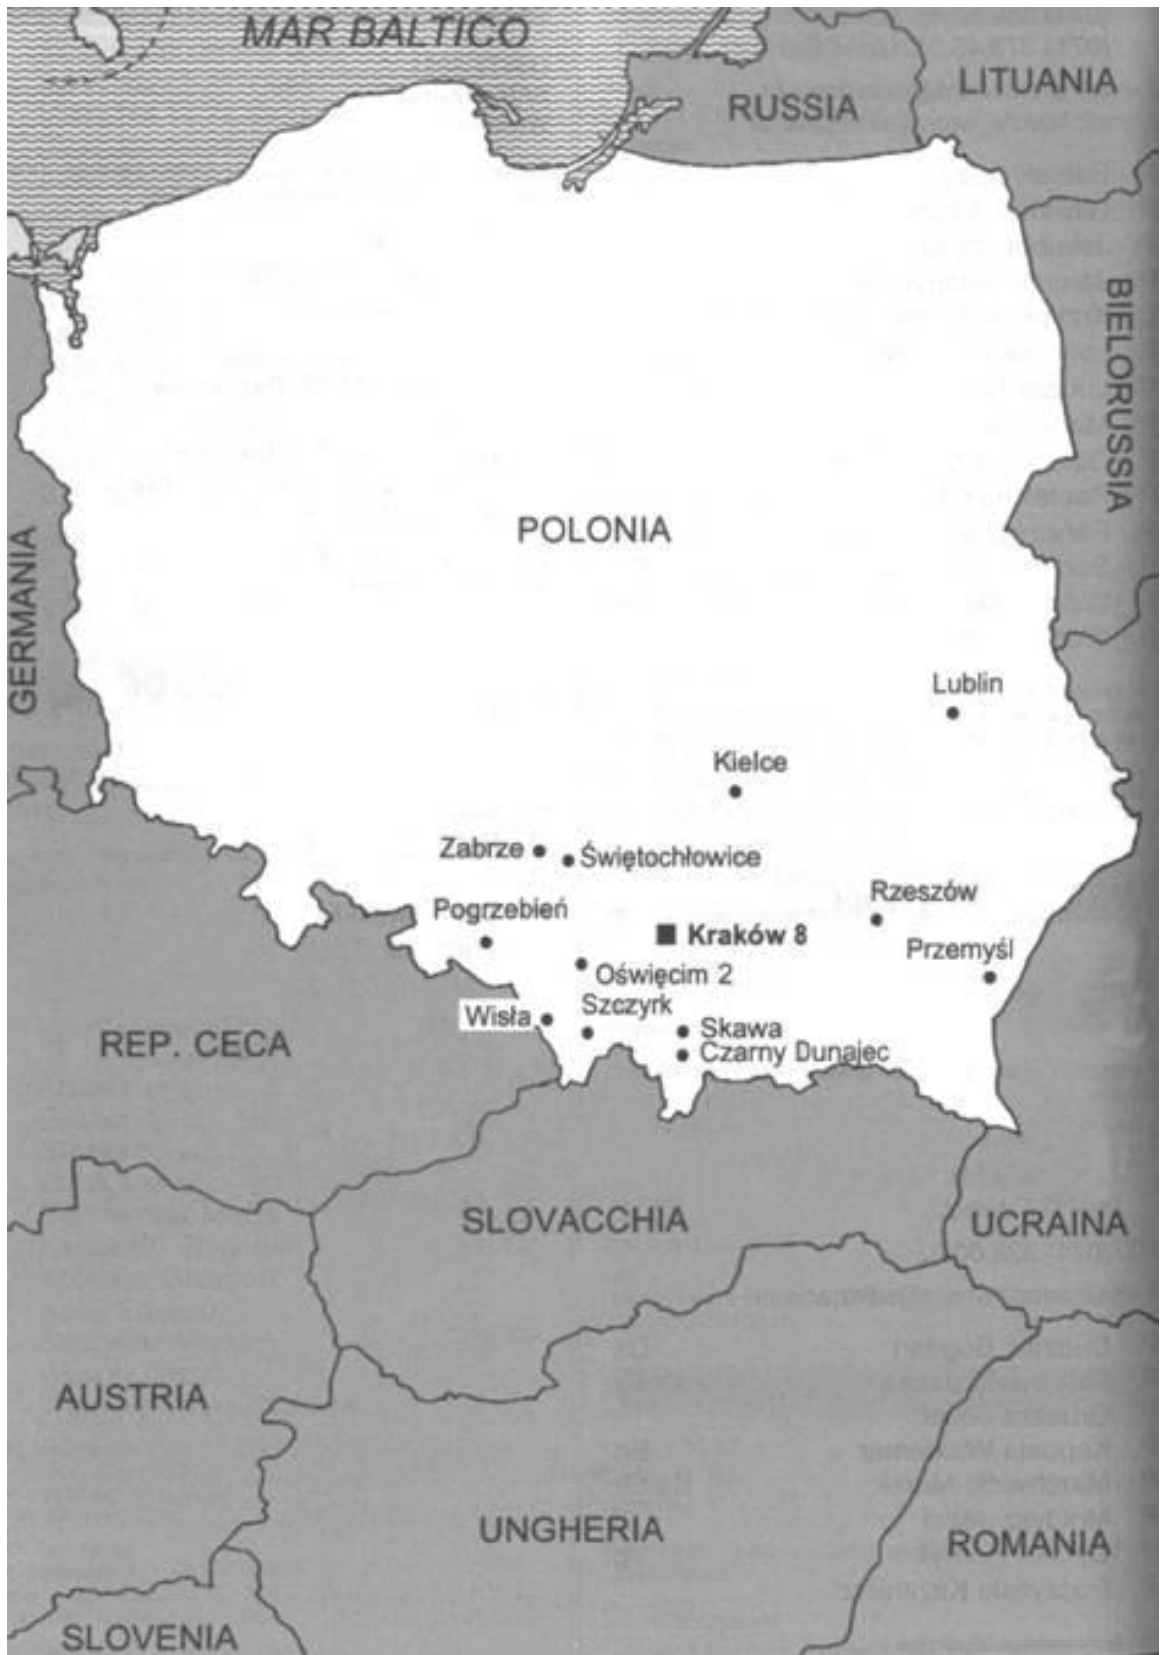 MAR BALTICO
LITUANIA
RUSSIA
BIELORUSSIA
POLONIA
GERMANIA
Lublin
Kielce
Zabrze
Świętochłowice
Rzeszów
Pogrzebień
Kraków 8
Przemyśl
Oświęcim 2
Szczyrk
Wisła
Skawa
Czarny Dunajec
REP. CECA
SLOVACCHIA
UCRAINA
AUSTRIA
UNGHERIA
ROMANIA
SLOVENIA